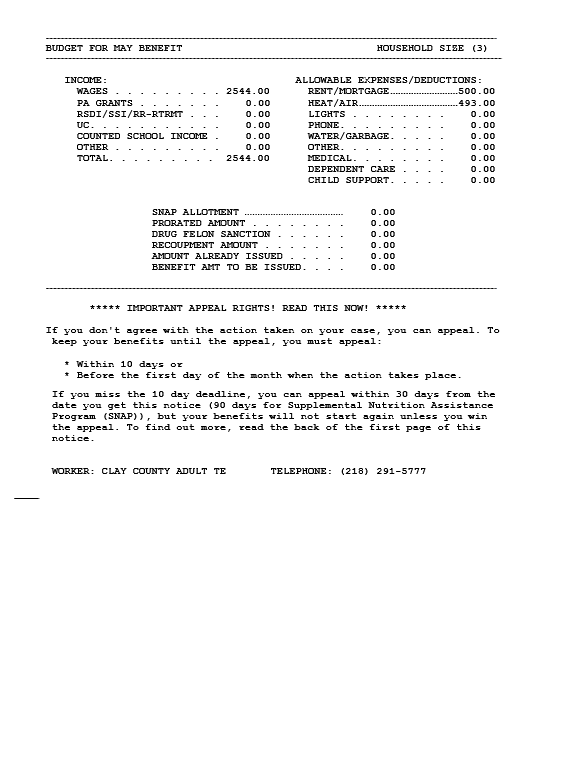 BUDGET FOR MAY BENEFIT HOUSEHOLD SIZE (3)
INCOME: ALLOWABLE EXPENSES/DEDUCTIONS:
WAGES . . . . . . . . . 2544.00 RENT/MORTGAGE..............................500.00
PA GRANTS . . . . . . . 0.00 HEAT/AIR............................................493.00
RSDI/SSI/RR-RTRMT . . . 0.00 LIGHTS . . . . . . . . 0.00
UC. . . . . . . . . . . 0.00 PHONE. . . . . . . . . 0.00
COUNTED SCHOOL INCOME . 0.00 WATER/GARBAGE. . . . . 0.00
OTHER . . . . . . . . . 0.00 OTHER. . . . . . . . . 0.00
TOTAL. . . . . . . . . 2544.00 MEDICAL. . . . . . . . 0.00
DEPENDENT CARE . . . . 0.00
CHILD SUPPORT. . . . . 0.00
SNAP ALLOTMENT ........................................... 0.00
PRORATED AMOUNT . . . . . . . . 0.00
DRUG FELON SANCTION . . . . . . 0.00
RECOUPMENT AMOUNT . . . . . . . 0.00
AMOUNT ALREADY ISSUED . . . . . 0.00
BENEFIT AMT TO BE ISSUED. . . . 0.00
***** IMPORTANT APPEAL RIGHTS! READ THIS NOW! *****
If you don't agree with the action taken on your case, you can appeal. To
keep your benefits until the appeal, you must appeal:
* Within 10 days or
* Before the first day of the month when the action takes place.
If you miss the 10 day deadline, you can appeal within 30 days from the
date you get this notice (90 days for Supplemental Nutrition Assistance
Program (SNAP)), but your benefits will not start again unless you win
the appeal. To find out more, read the back of the first page of this
notice.
WORKER: CLAY COUNTY ADULT TE TELEPHONE: (218) 291-5777